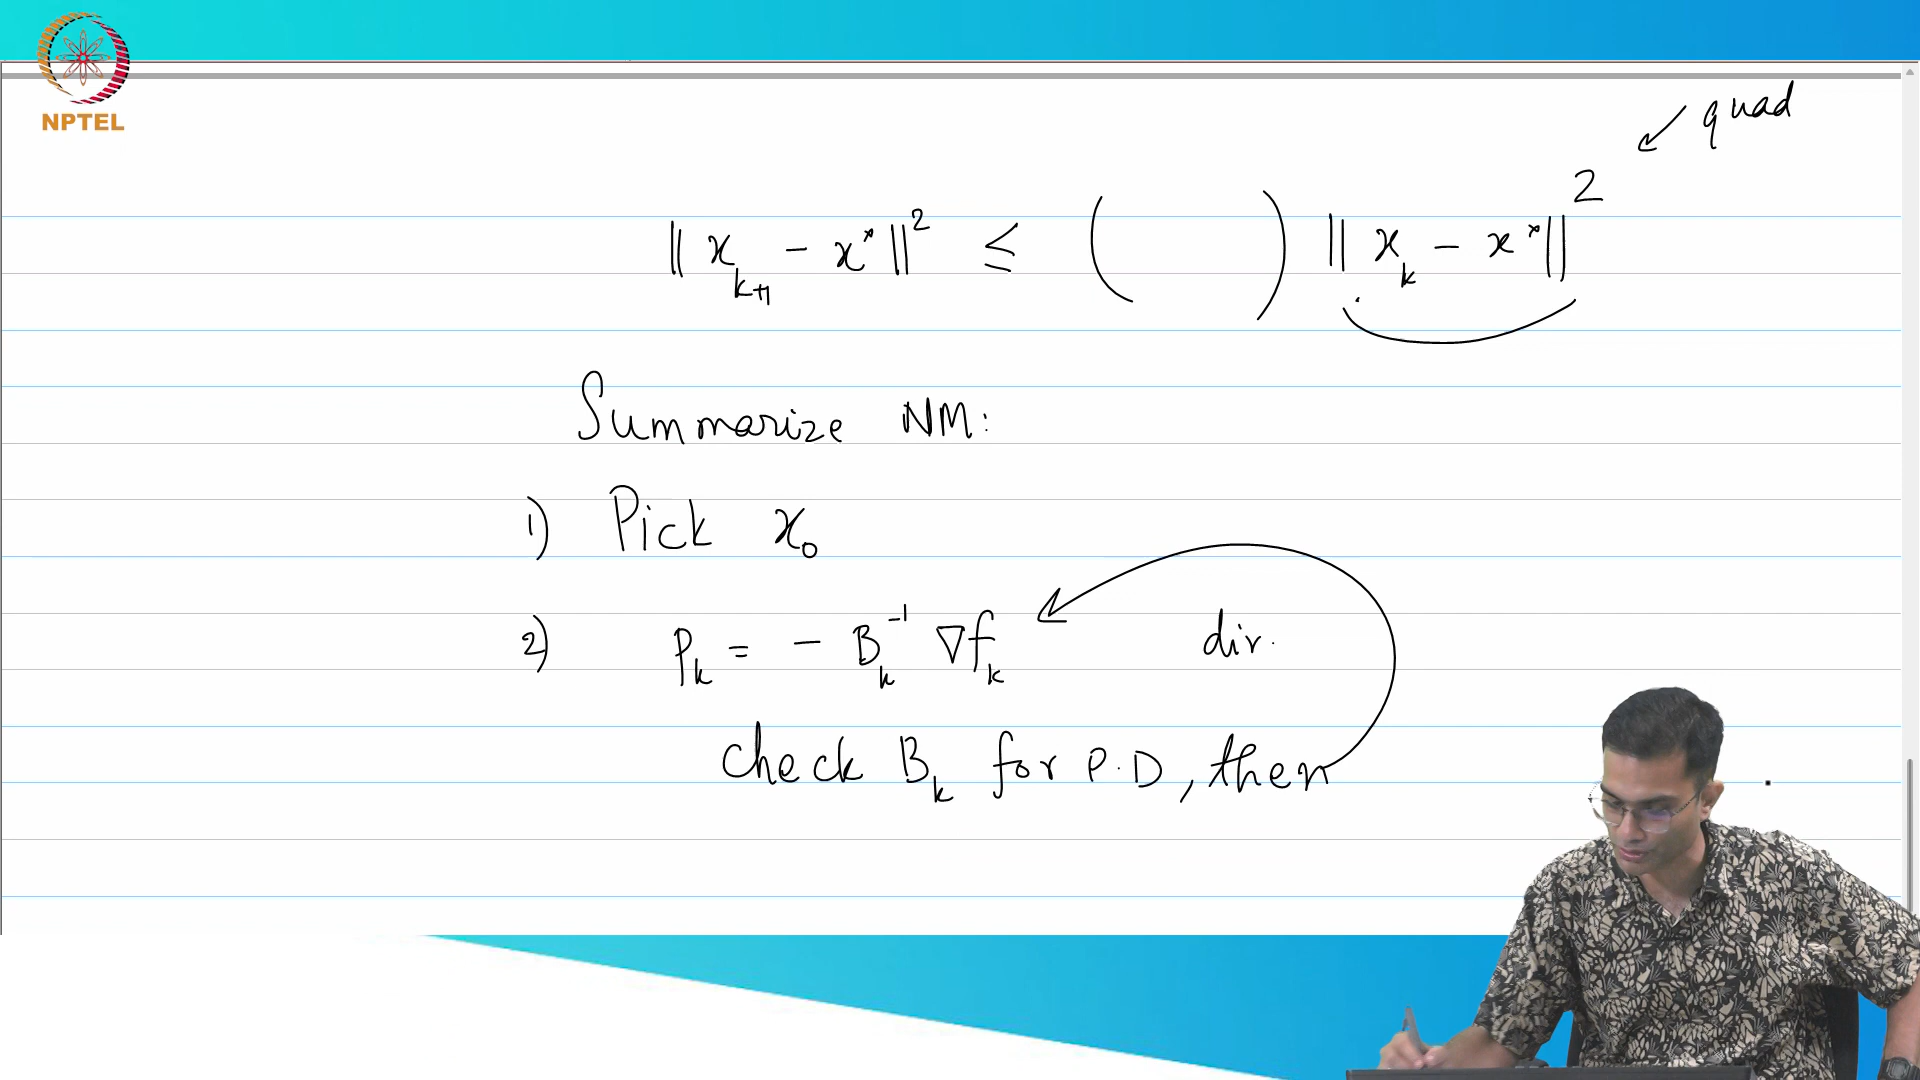 NPTEL
quad
‖ x_{k+1} - x* ‖² ≤ (      ) ‖ x_k - x* ‖²
Summarize NM:
1) Pick x₀
2) p_k = - B_k^{-1} ∇f_k dir.
check B_k for P.D, then